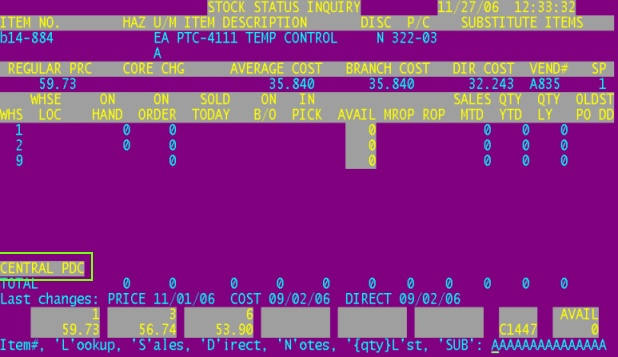 STOCK STATUS INQUIRY 11/27/06 12:33:32
ITEM NO. HAZ U/M ITEM DESCRIPTION DISC P/C SUBSTITUTE ITEMS
b14-884 EA PTC-4111 TEMP CONTROL N 322-03
A
REGULAR PRC CORE CHG AVERAGE COST BRANCH COST DIR COST VEND# SP
59.73 35.840 35.840 32.243 A835 1
WHSE ON ON SOLD ON IN SALES QTY QTY OLDST
WHS LOC HAND ORDER TODAY B/O PICK AVAIL MROP ROP MTD YTD LY PO DD
1 0 0 0 0 0 0
2 0 0 0 0 0 0
9 0 0 0 0 0
CENTRAL PDC
TOTAL 0 0 0 0 0 0 0 0 0 0
Last changes: PRICE 11/01/06 COST 09/02/06 DIRECT 09/02/06
1 3 6 AVAIL
59.73 56.74 53.90 C1447 0
Item#, 'L'ookup, 'S'ales, 'D'irect, 'N'otes, '{qty}L'st, 'SUB': AAAAAAAAAAAAAAA